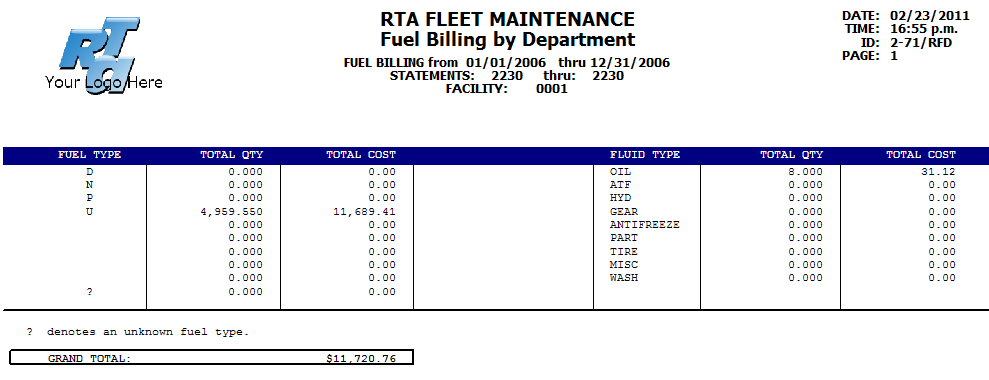 RTA
Your Logo Here
RTA FLEET MAINTENANCE
Fuel Billing by Department
FUEL BILLING from 01/01/2006 thru 12/31/2006
STATEMENTS: 2230 thru: 2230
FACILITY: 0001
DATE: 02/23/2011
TIME: 16:55 p.m.
ID: 2-71/RFD
PAGE: 1
FUEL TYPE TOTAL QTY TOTAL COST FLUID TYPE TOTAL QTY TOTAL COST
D 0.000 0.00 OIL 8.000 31.12
N 0.000 0.00 ATF 0.000 0.00
P 0.000 0.00 HYD 0.000 0.00
U 4,959.550 11,689.41 GEAR 0.000 0.00
0.000 0.00 ANTIFREEZE 0.000 0.00
0.000 0.00 PART 0.000 0.00
0.000 0.00 TIRE 0.000 0.00
0.000 0.00 MISC 0.000 0.00
0.000 0.00 WASH 0.000 0.00
? 0.000 0.00
? denotes an unknown fuel type.
GRAND TOTAL: $11,720.76